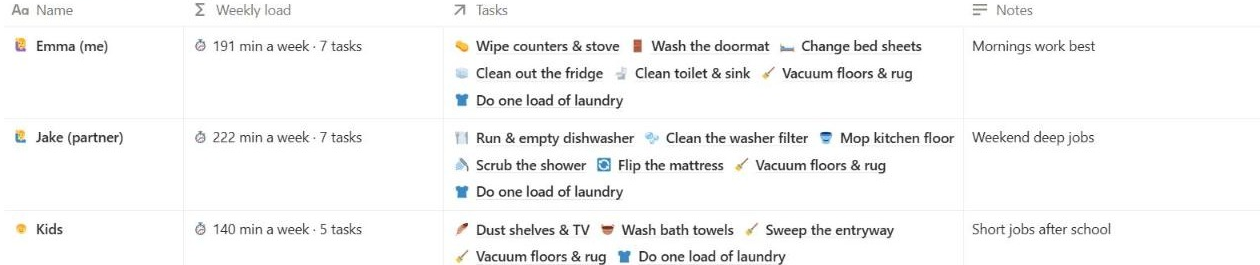 Aa Name Weekly load Tasks Notes
Emma (me) 191 min a week · 7 tasks Wipe counters & stove Wash the doormat Change bed sheets Mornings work best
Clean out the fridge Clean toilet & sink Vacuum floors & rug
Do one load of laundry
Jake (partner) 222 min a week · 7 tasks Run & empty dishwasher Clean the washer filter Mop kitchen floor Weekend deep jobs
Scrub the shower Flip the mattress Vacuum floors & rug
Do one load of laundry
Kids 140 min a week · 5 tasks Dust shelves & TV Wash bath towels Sweep the entryway Short jobs after school
Vacuum floors & rug Do one load of laundry